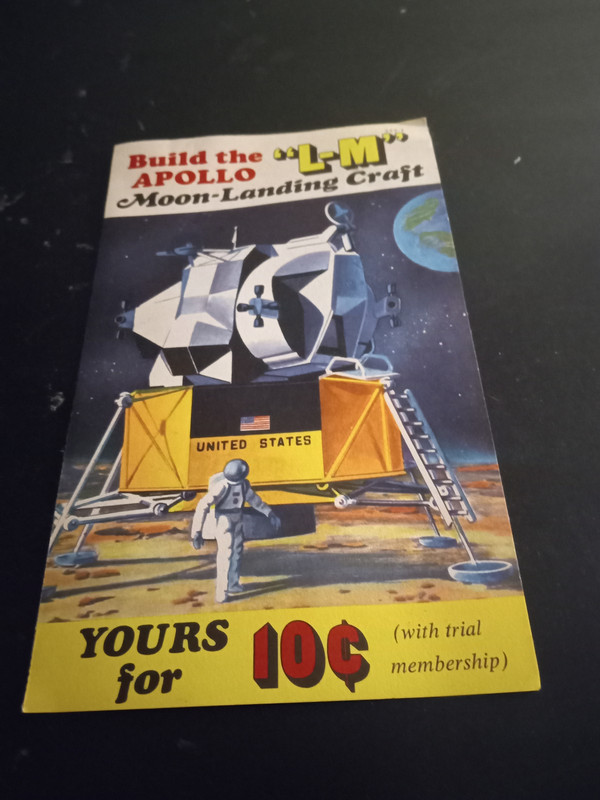 Build the "L-M"
APOLLO
Moon-Landing Craft
UNITED STATES
YOURS
for
10¢
(with trial
membership)